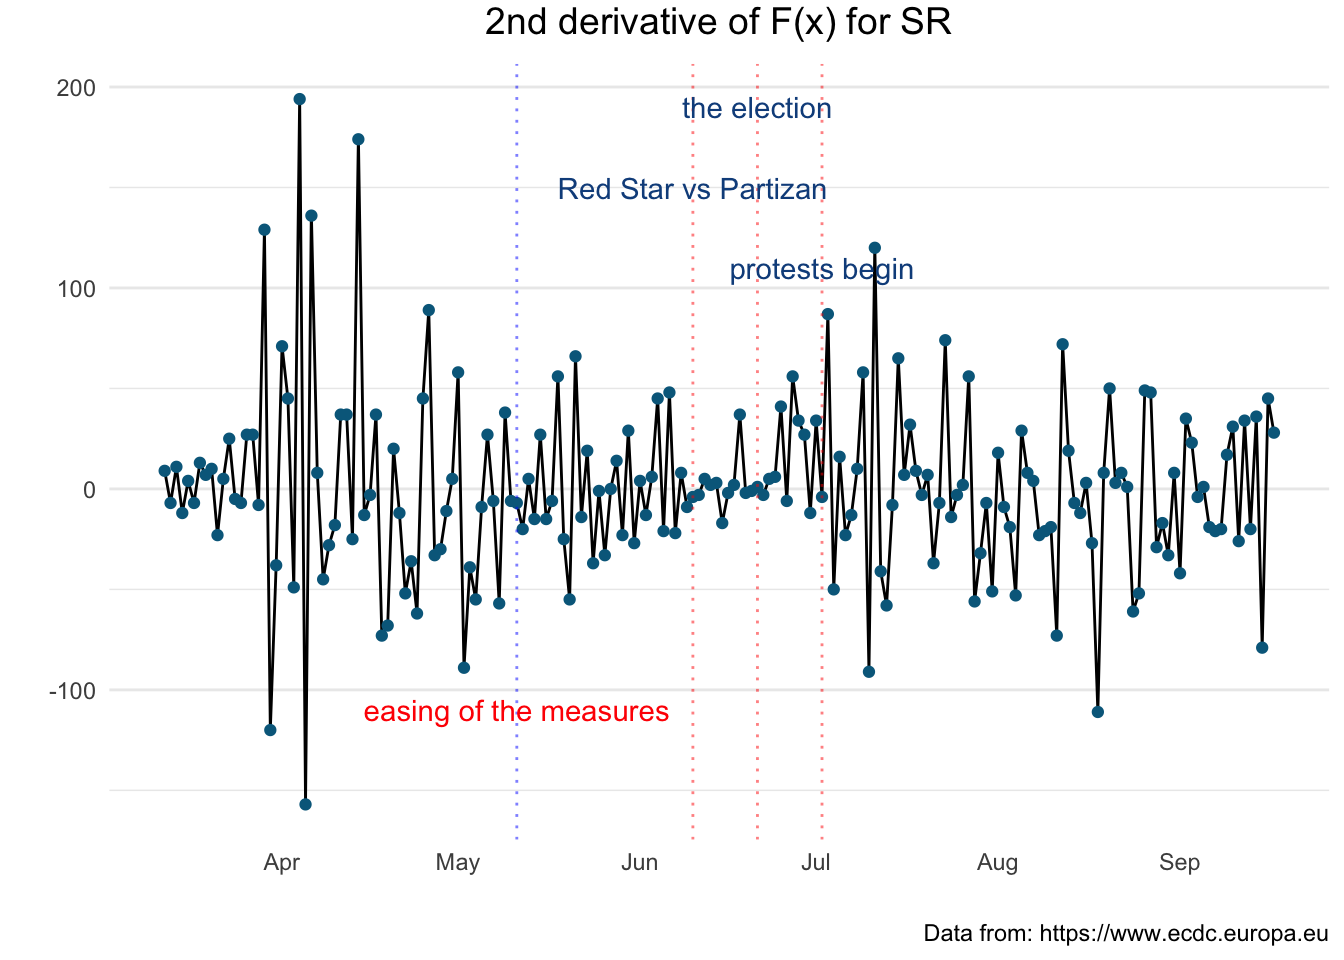 2nd derivative of F(x) for SR
200
the election
Red Star vs Partizan
protests begin
100
0
-100
easing of the measures
Apr May Jun Jul Aug Sep
Data from: https://www.ecdc.europa.eu